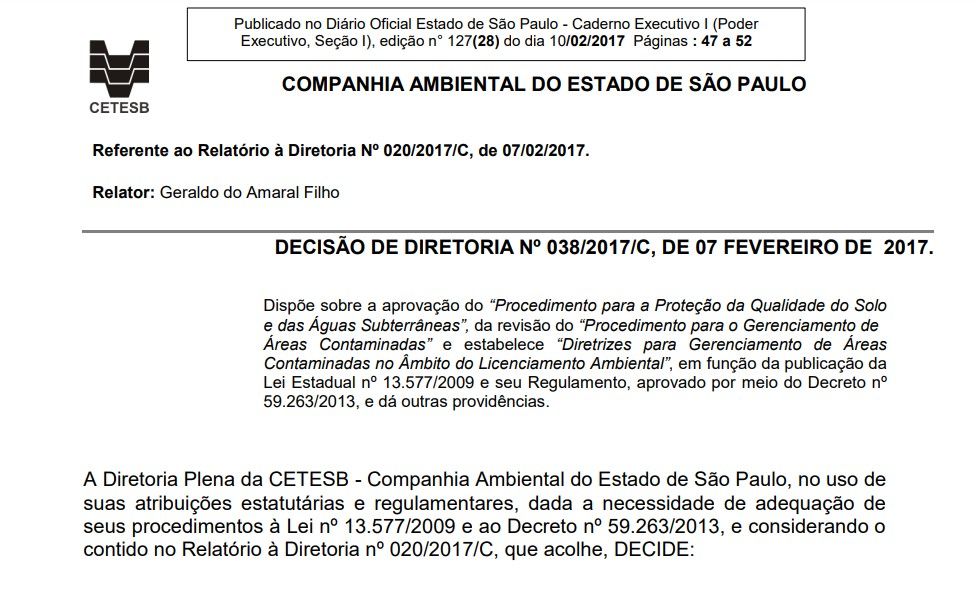 Publicado no Diário Oficial Estado de São Paulo - Caderno Executivo I (Poder
Executivo, Seção I), edição n° 127(28) do dia 10/02/2017 Páginas : 47 a 52
CETESB
COMPANHIA AMBIENTAL DO ESTADO DE SÃO PAULO
Referente ao Relatório à Diretoria Nº 020/2017/C, de 07/02/2017.
Relator: Geraldo do Amaral Filho
DECISÃO DE DIRETORIA Nº 038/2017/C, DE 07 FEVEREIRO DE 2017.
Dispõe sobre a aprovação do “Procedimento para a Proteção da Qualidade do Solo
e das Águas Subterrâneas”, da revisão do “Procedimento para o Gerenciamento de
Áreas Contaminadas” e estabelece “Diretrizes para Gerenciamento de Áreas
Contaminadas no Âmbito do Licenciamento Ambiental”, em função da publicação da
Lei Estadual nº 13.577/2009 e seu Regulamento, aprovado por meio do Decreto nº
59.263/2013, e dá outras providências.
A Diretoria Plena da CETESB - Companhia Ambiental do Estado de São Paulo, no uso de
suas atribuições estatutárias e regulamentares, dada a necessidade de adequação de
seus procedimentos à Lei nº 13.577/2009 e ao Decreto nº 59.263/2013, e considerando o
contido no Relatório à Diretoria nº 020/2017/C, que acolhe, DECIDE: